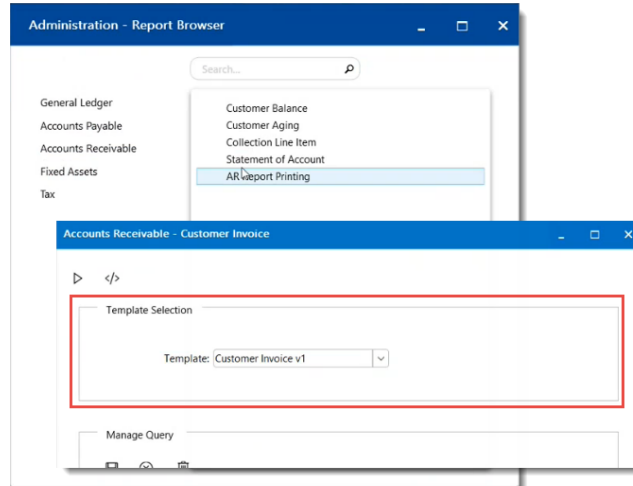 Administration - Report Browser
Search...
General Ledger
Accounts Payable
Accounts Receivable
Fixed Assets
Tax
Customer Balance
Customer Aging
Collection Line Item
Statement of Account
AR Report Printing
Accounts Receivable - Customer Invoice
</>
Template Selection
Template: Customer Invoice v1
Manage Query